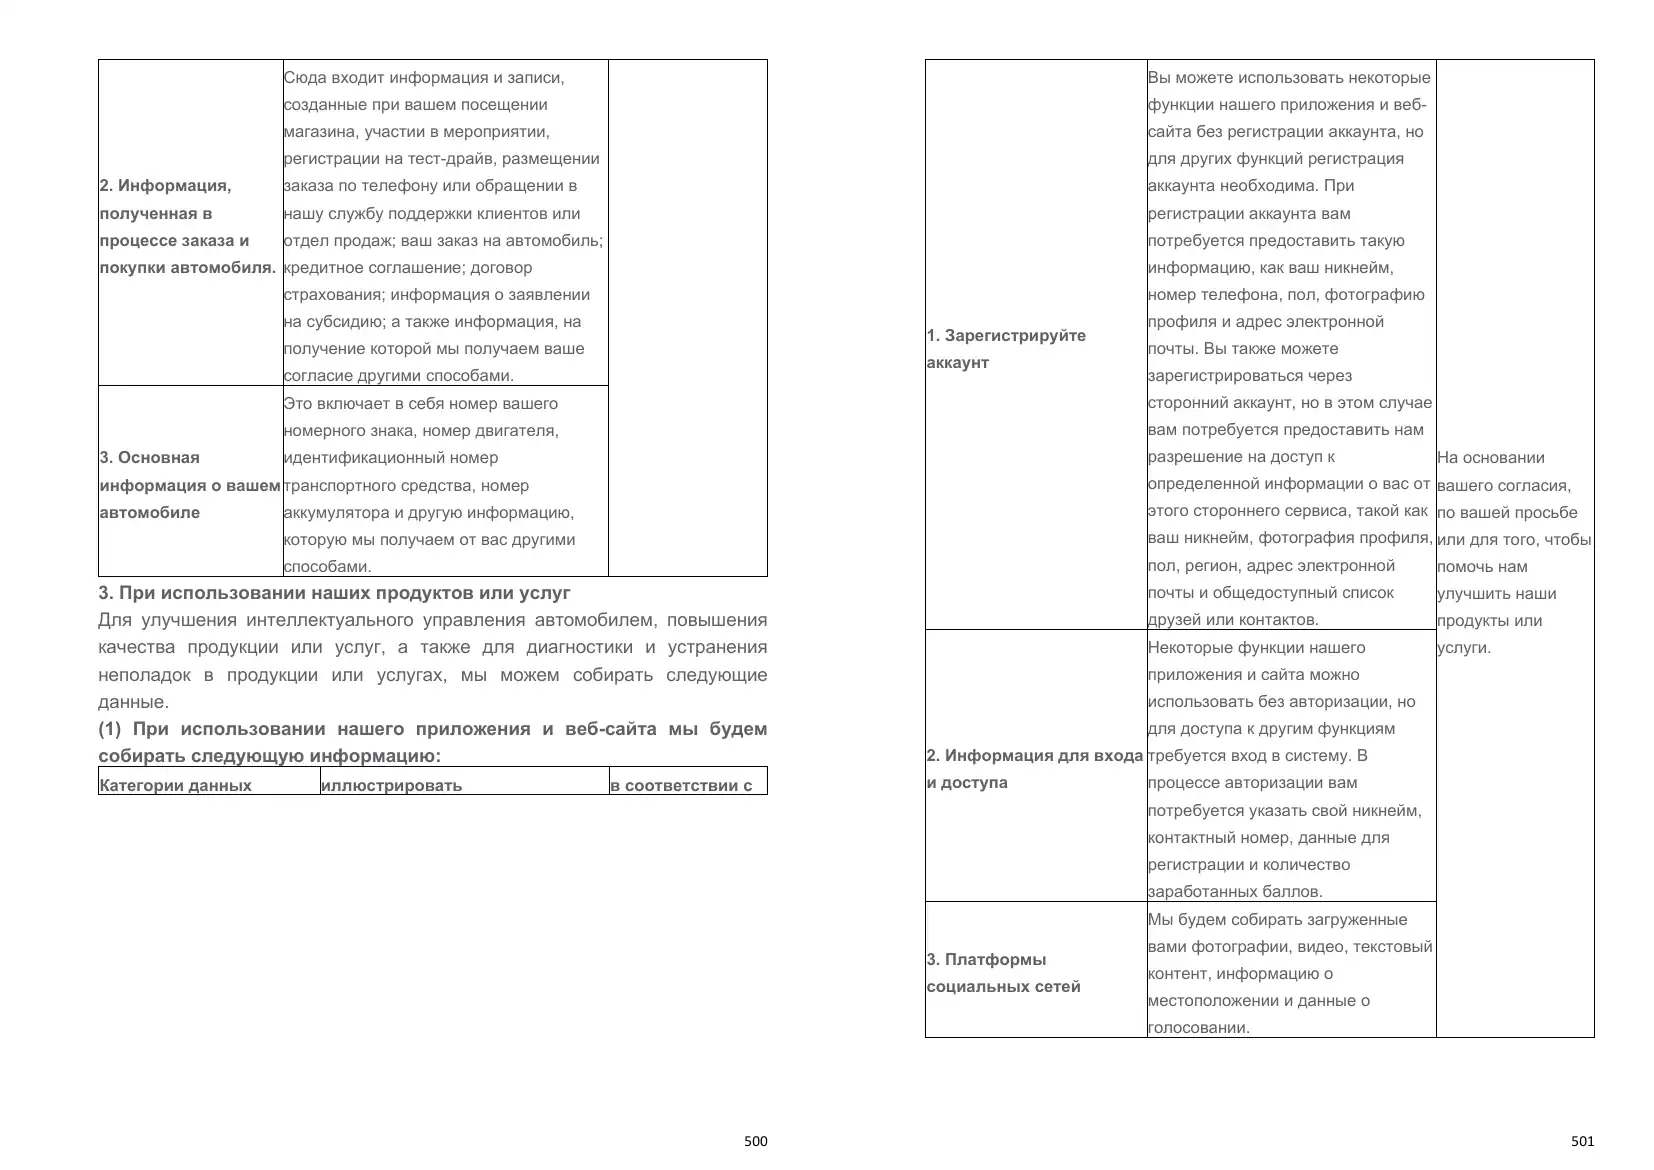 2. Информация,
полученная в
процессе заказа и
покупки автомобиля.
Сюда входит информация и записи,
созданные при вашем посещении
магазина, участии в мероприятии,
регистрации на тест-драйв, размещении
заказа по телефону или обращении в
нашу службу поддержки клиентов или
отдел продаж; ваш заказ на автомобиль;
кредитное соглашение; договор
страхования; информация о заявлении
на субсидию; а также информация, на
получение которой мы получаем ваше
согласие другими способами.
3. Основная
информация о вашем
автомобиле
Это включает в себя номер вашего
номерного знака, номер двигателя,
идентификационный номер
транспортного средства, номер
аккумулятора и другую информацию,
которую мы получаем от вас другими
способами.
3. При использовании наших продуктов или услуг
Для улучшения интеллектуального управления автомобилем, повышения
качества продукции или услуг, а также для диагностики и устранения
неполадок в продукции или услугах, мы можем собирать следующие
данные.
(1) При использовании нашего приложения и веб-сайта мы будем
собирать следующую информацию:
Категории данных
иллюстрировать
в соответствии с
500
1. Зарегистрируйте
аккаунт
Вы можете использовать некоторые
функции нашего приложения и веб-
сайта без регистрации аккаунта, но
для других функций регистрация
аккаунта необходима. При
регистрации аккаунта вам
потребуется предоставить такую
информацию, как ваш никнейм,
номер телефона, пол, фотографию
профиля и адрес электронной
почты. Вы также можете
зарегистрироваться через
сторонний аккаунт, но в этом случае
вам потребуется предоставить нам
разрешение на доступ к
определенной информации о вас от
этого стороннего сервиса, такой как
ваш никнейм, фотография профиля,
пол, регион, адрес электронной
почты и общедоступный список
друзей или контактов.
На основании
вашего согласия,
по вашей просьбе
или для того, чтобы
помочь нам
улучшить наши
продукты или
услуги.
2. Информация для входа
и доступа
Некоторые функции нашего
приложения и сайта можно
использовать без авторизации, но
для доступа к другим функциям
требуется вход в систему. В
процессе авторизации вам
потребуется указать свой никнейм,
контактный номер, данные для
регистрации и количество
заработанных баллов.
3. Платформы
социальных сетей
Мы будем собирать загруженные
вами фотографии, видео, текстовый
контент, информацию о
местоположении и данные о
голосовании.
501